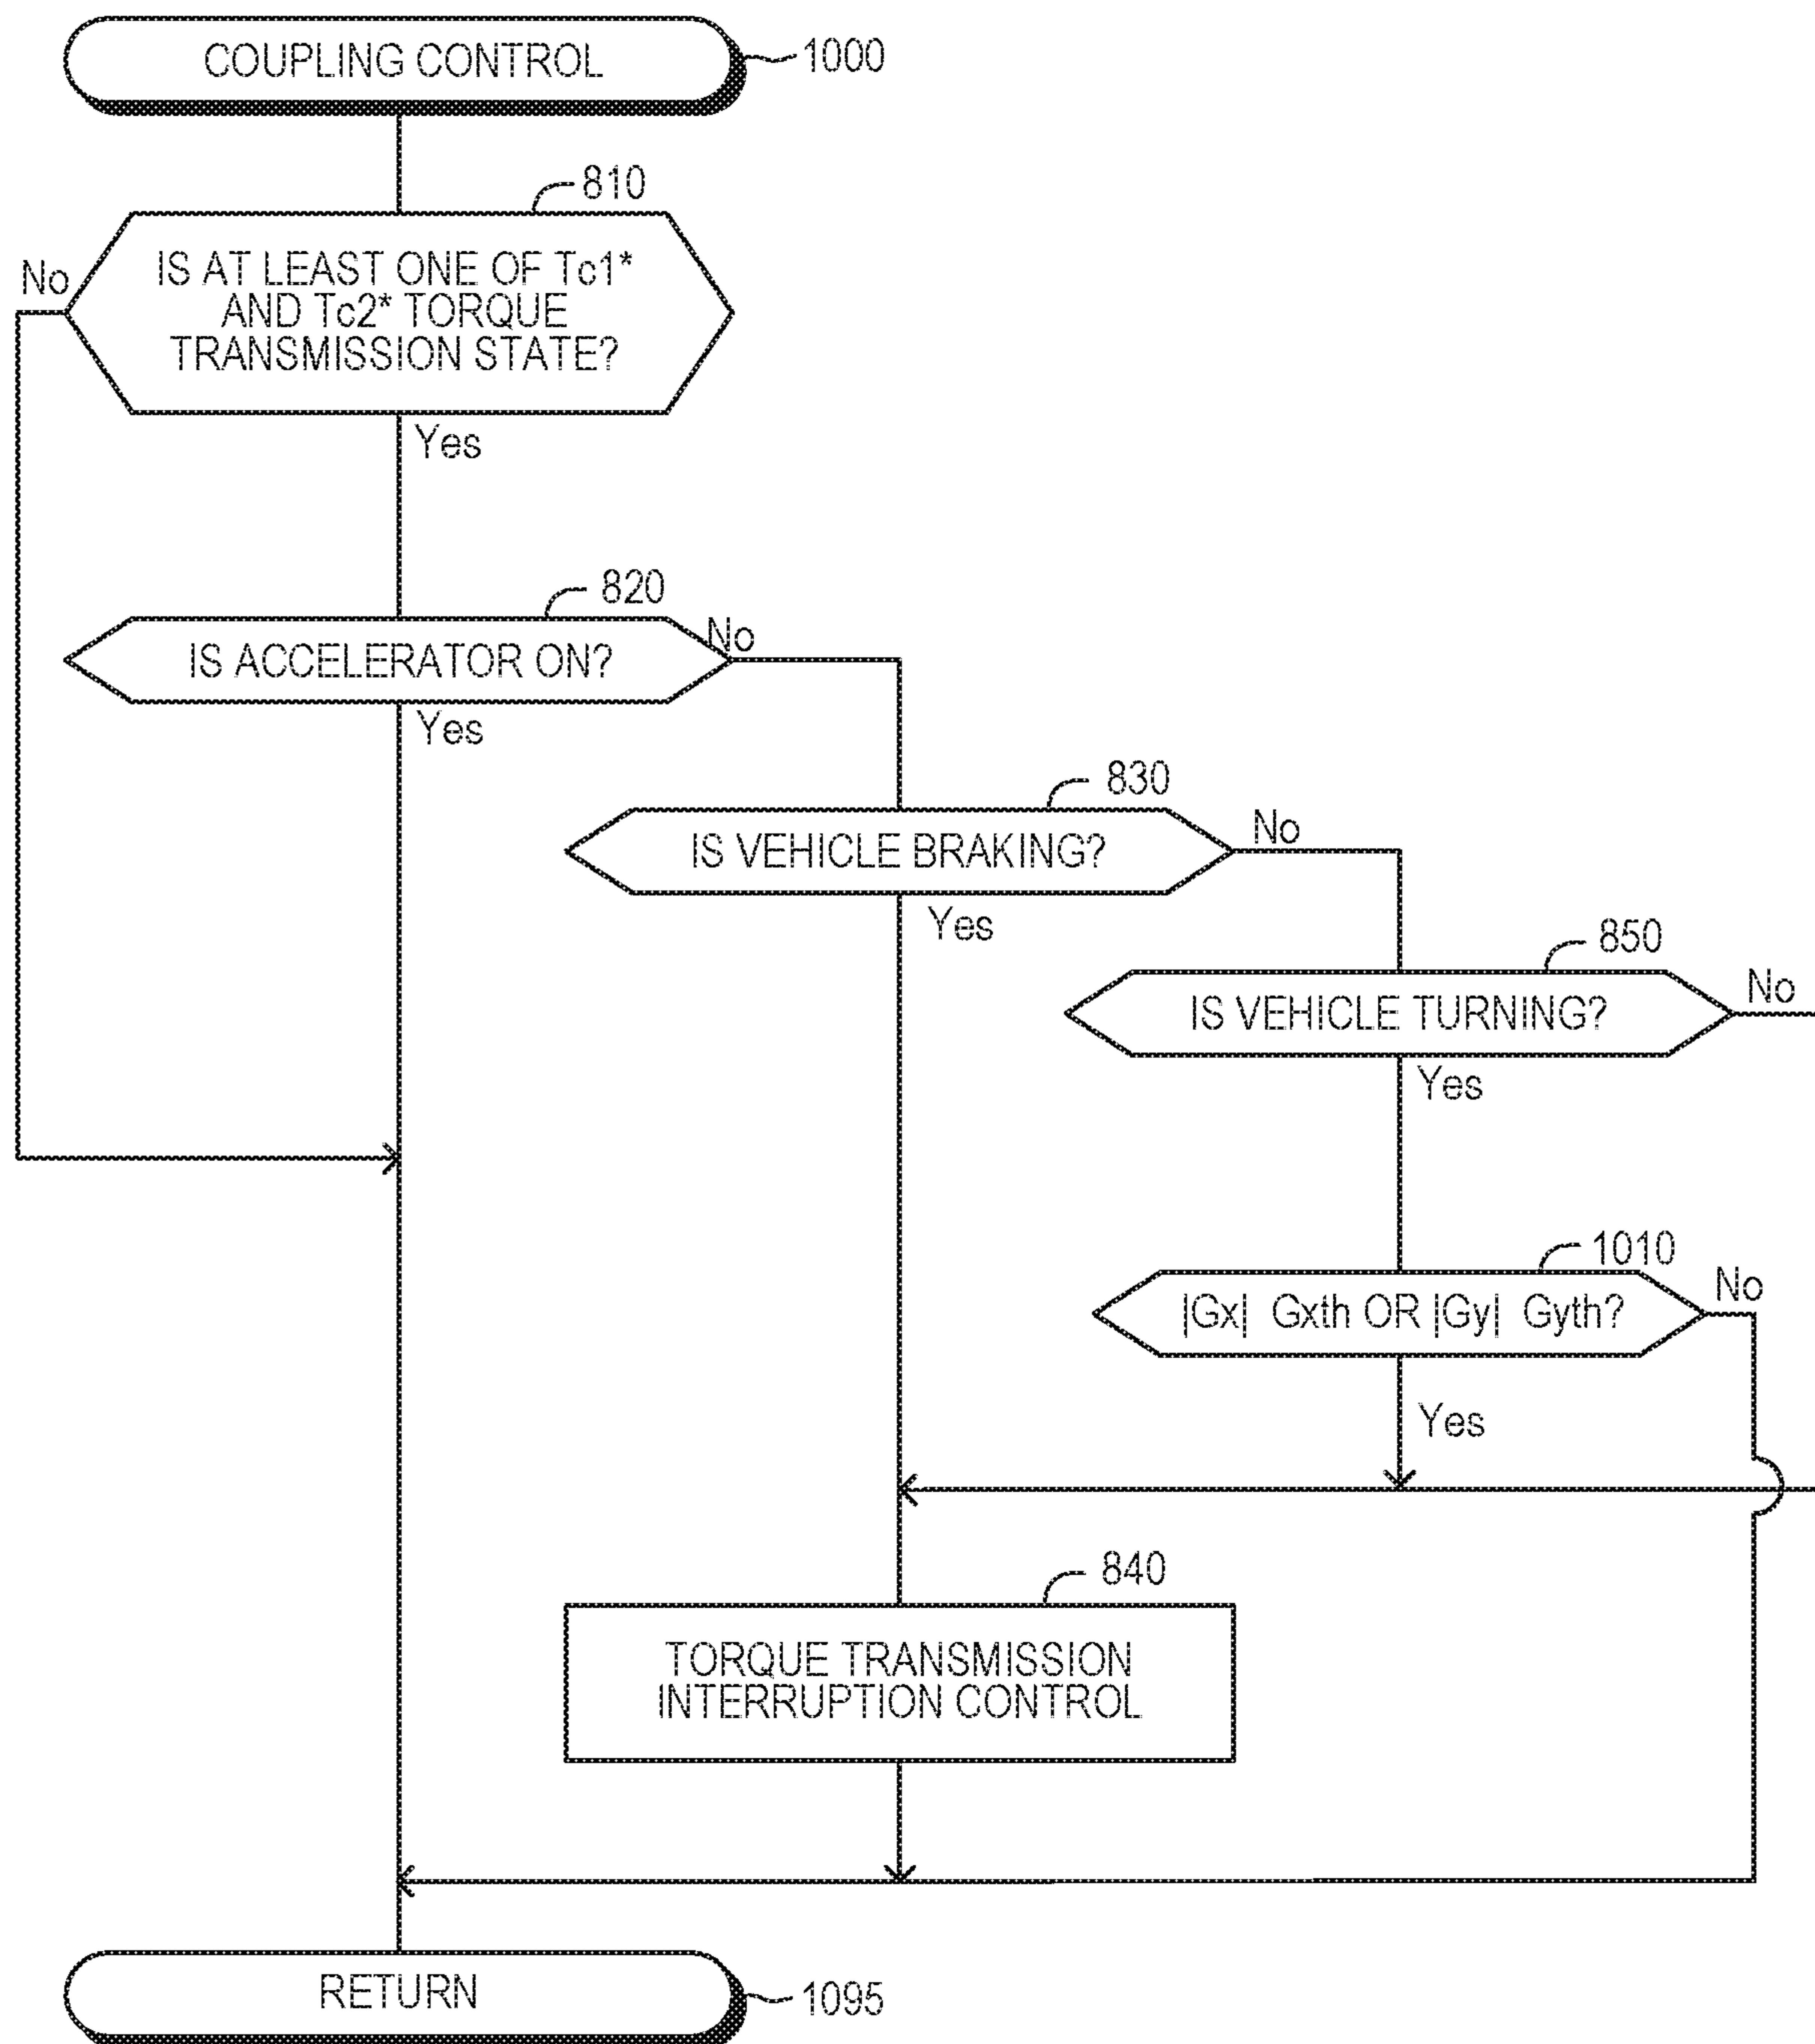 COUPLING CONTROL
1000
810
No
IS AT LEAST ONE OF Tc1*
AND Tc2* TORQUE
TRANSMISSION STATE?
Yes
820
No
IS ACCELERATOR ON?
Yes
830
No
IS VEHICLE BRAKING?
Yes
850
No
IS VEHICLE TURNING?
Yes
1010
No
|Gx| Gxth OR |Gy| Gyth?
Yes
840
TORQUE TRANSMISSION
INTERRUPTION CONTROL
RETURN
1095